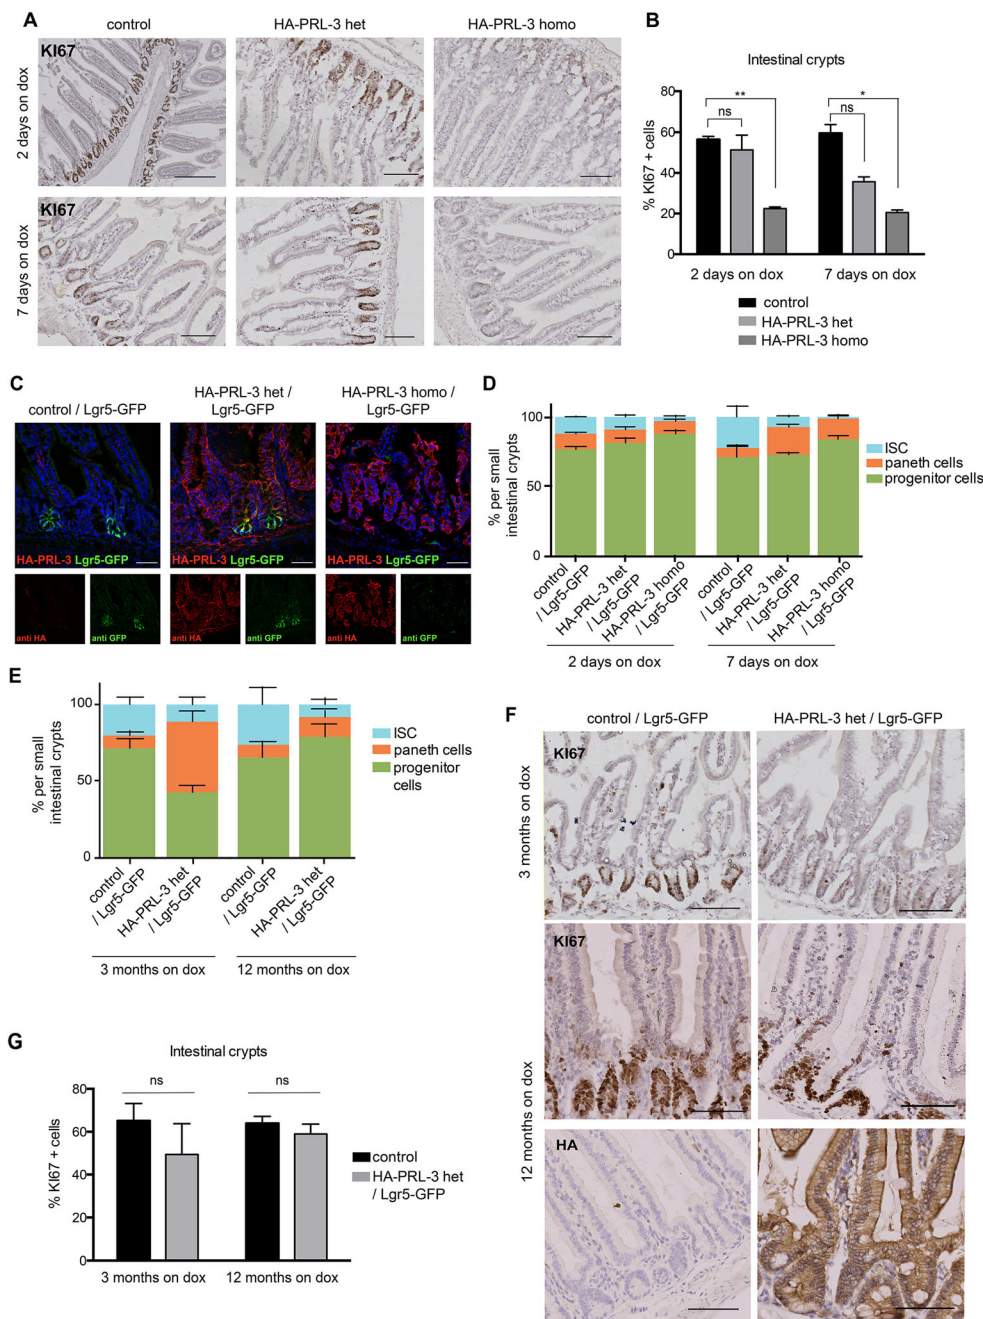 A
control
HA-PRL-3 het
HA-PRL-3 homo
2 days on dox
KI67
7 days on dox
KI67
B
Intestinal crypts
% KI67 + cells
80
60
40
20
0
**
ns
*
ns
2 days on dox
7 days on dox
control
HA-PRL-3 het
HA-PRL-3 homo
C
control / Lgr5-GFP
HA-PRL-3 het /
Lgr5-GFP
HA-PRL-3 homo /
Lgr5-GFP
HA-PRL-3 Lgr5-GFP
HA-PRL-3 Lgr5-GFP
HA-PRL-3 Lgr5-GFP
anti HA
anti GFP
anti HA
anti GFP
anti HA
anti GFP
D
% per small
intestinal crypts
100
50
0
ISC
paneth cells
progenitor cells
control
/ Lgr5-GFP
HA-PRL-3 het
/ Lgr5-GFP
HA-PRL-3 homo
/ Lgr5-GFP
control
/ Lgr5-GFP
HA-PRL-3 het
/ Lgr5-GFP
HA-PRL-3 homo
/ Lgr5-GFP
2 days on dox
7 days on dox
E
% per small
intestinal crypts
100
50
0
ISC
paneth cells
progenitor
cells
control
/ Lgr5-GFP
HA-PRL-3 het
/ Lgr5-GFP
control
/ Lgr5-GFP
HA-PRL-3 het
/ Lgr5-GFP
3 months on dox
12 months on dox
F
control / Lgr5-GFP
HA-PRL-3 het / Lgr5-GFP
3 months on dox
KI67
12 months on dox
KI67
HA
G
Intestinal crypts
% KI67 + cells
80
60
40
20
0
ns
ns
control
HA-PRL-3 het
/ Lgr5-GFP
3 months on dox
12 months on dox